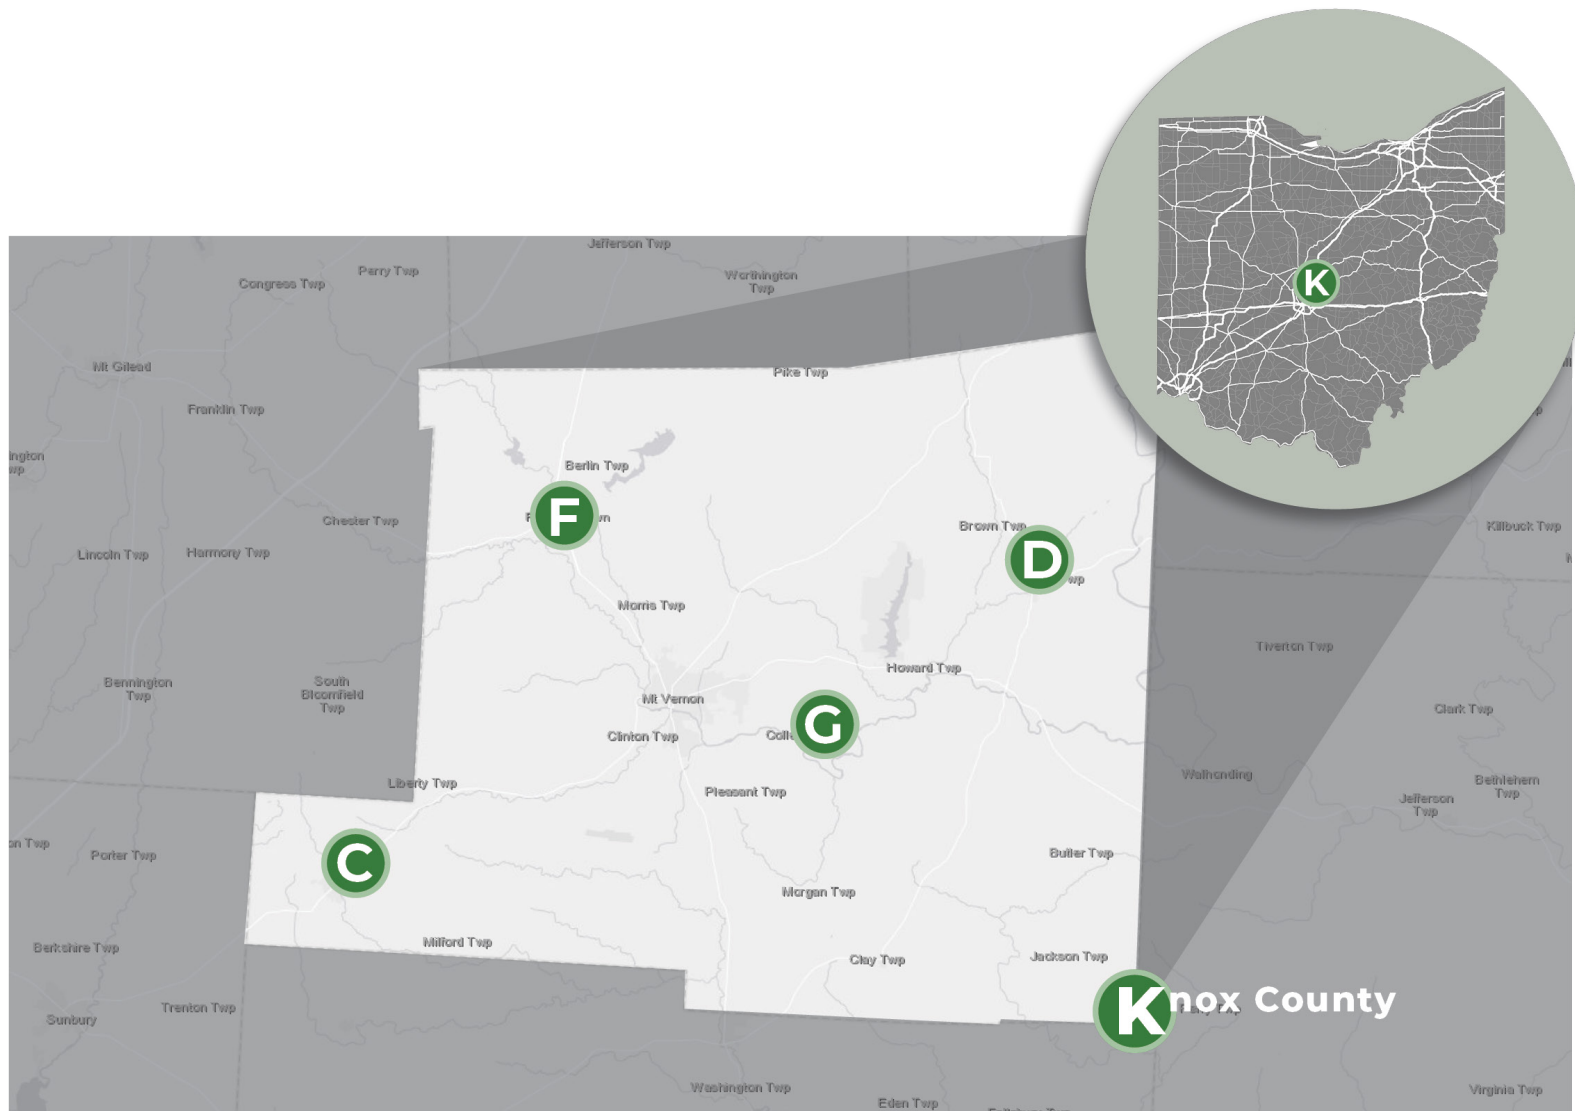 Jefferson Twp
Perry Twp
Worthington
Twp
Congress Twp
K
Mt Gilead
Pike Twp
Franklin Twp
Berlin Twp
F
Chester Twp
Brown Twp
Killbuck Twp
Lincoln Twp
Harmony Twp
D
Morris Twp
Tiverton Twp
Howard Twp
Bennington
Twp
South
Bloomfield
Twp
Mt Vernon
Clark Twp
G
Clinton Twp
Liberty Twp
Pleasant Twp
Walhonding
Bethlehem
Twp
Jefferson
Twp
Porter Twp
C
Butler Twp
Morgan Twp
Berkshire Twp
Milford Twp
Clay Twp
Jackson Twp
Knox County
Trenton Twp
Sunbury
Washington Twp
Eden Twp
Virginia Twp